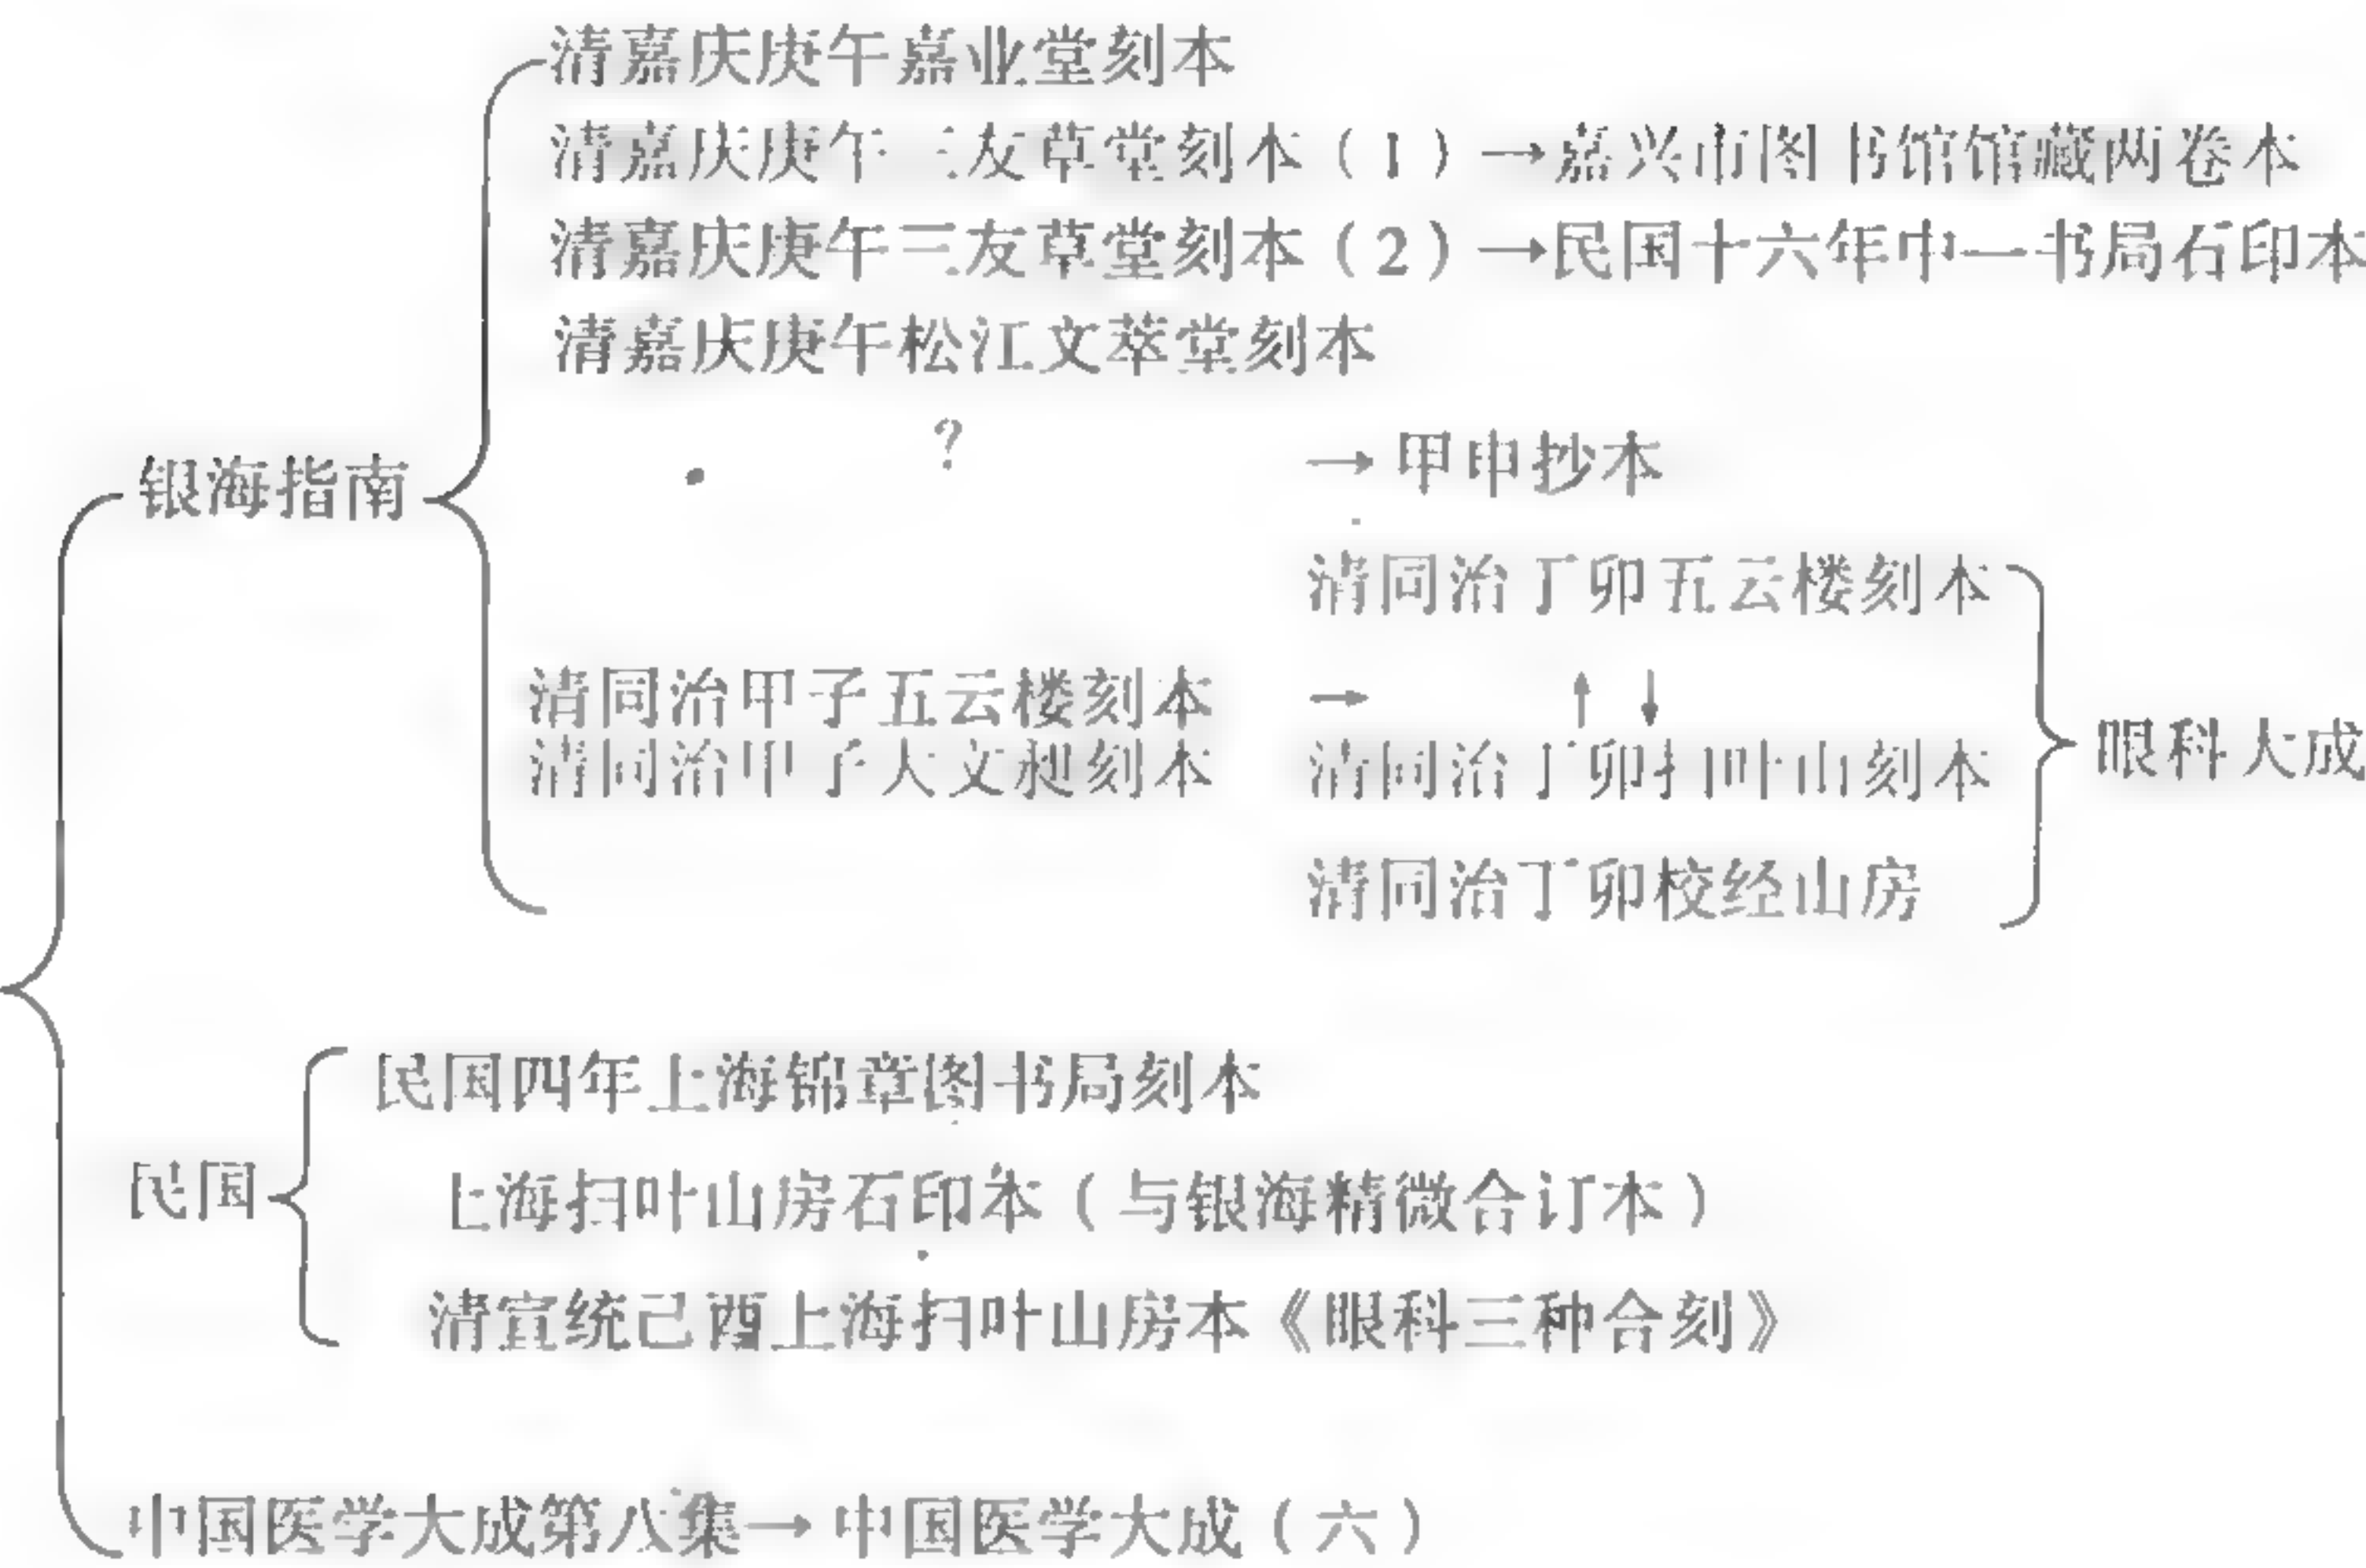 清嘉庆庚午嘉业堂刻本
清嘉庆庚午三友草堂刻本（1）→嘉兴市图书馆馆藏两卷本
清嘉庆庚午三友草堂刻本（2）→民国十六年中一书局石印本
清嘉庆庚午松江文萃堂刻本
?
→甲申抄本
银海指南
清同治丁卯五云楼刻本
清同治甲子五云楼刻本 → ↑ ↓
清同治甲子大文昶刻本 清同治丁卯扫叶山刻本
眼科大成
清同治丁卯校经山房
民国四年上海锦章图书局刻本
民国
上海扫叶山房石印本（与银海精微合订本）
清宣统己酉上海扫叶山房本《眼科三种合刻》
中国医学大成第八集→中国医学大成（六）